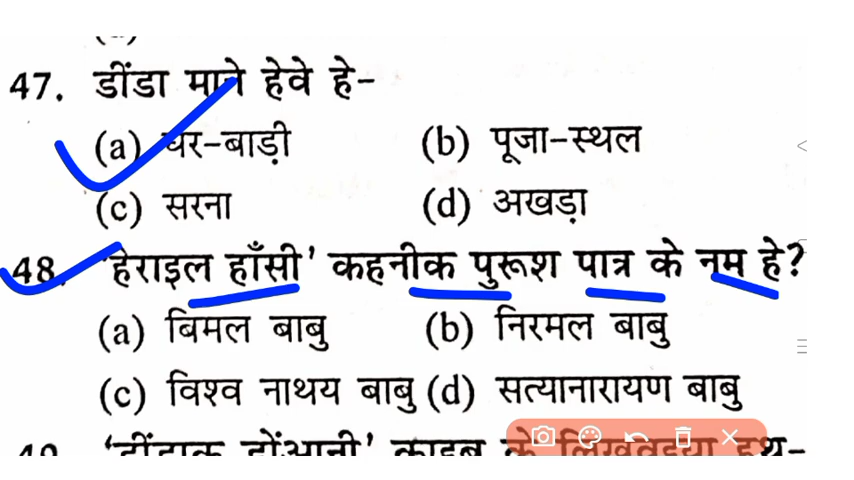 47. डींडा माने हेवे हे-
(a) घर-बाड़ी (b) पूजा-स्थल
(c) सरना (d) अखड़ा
48. 'हेराइल हाँसी' कहनीक पुरूश पात्र के नम हे?
(a) बिमल बाबु (b) निरमल बाबु
(c) विश्व नाथय बाबु (d) सत्यानारायण बाबु